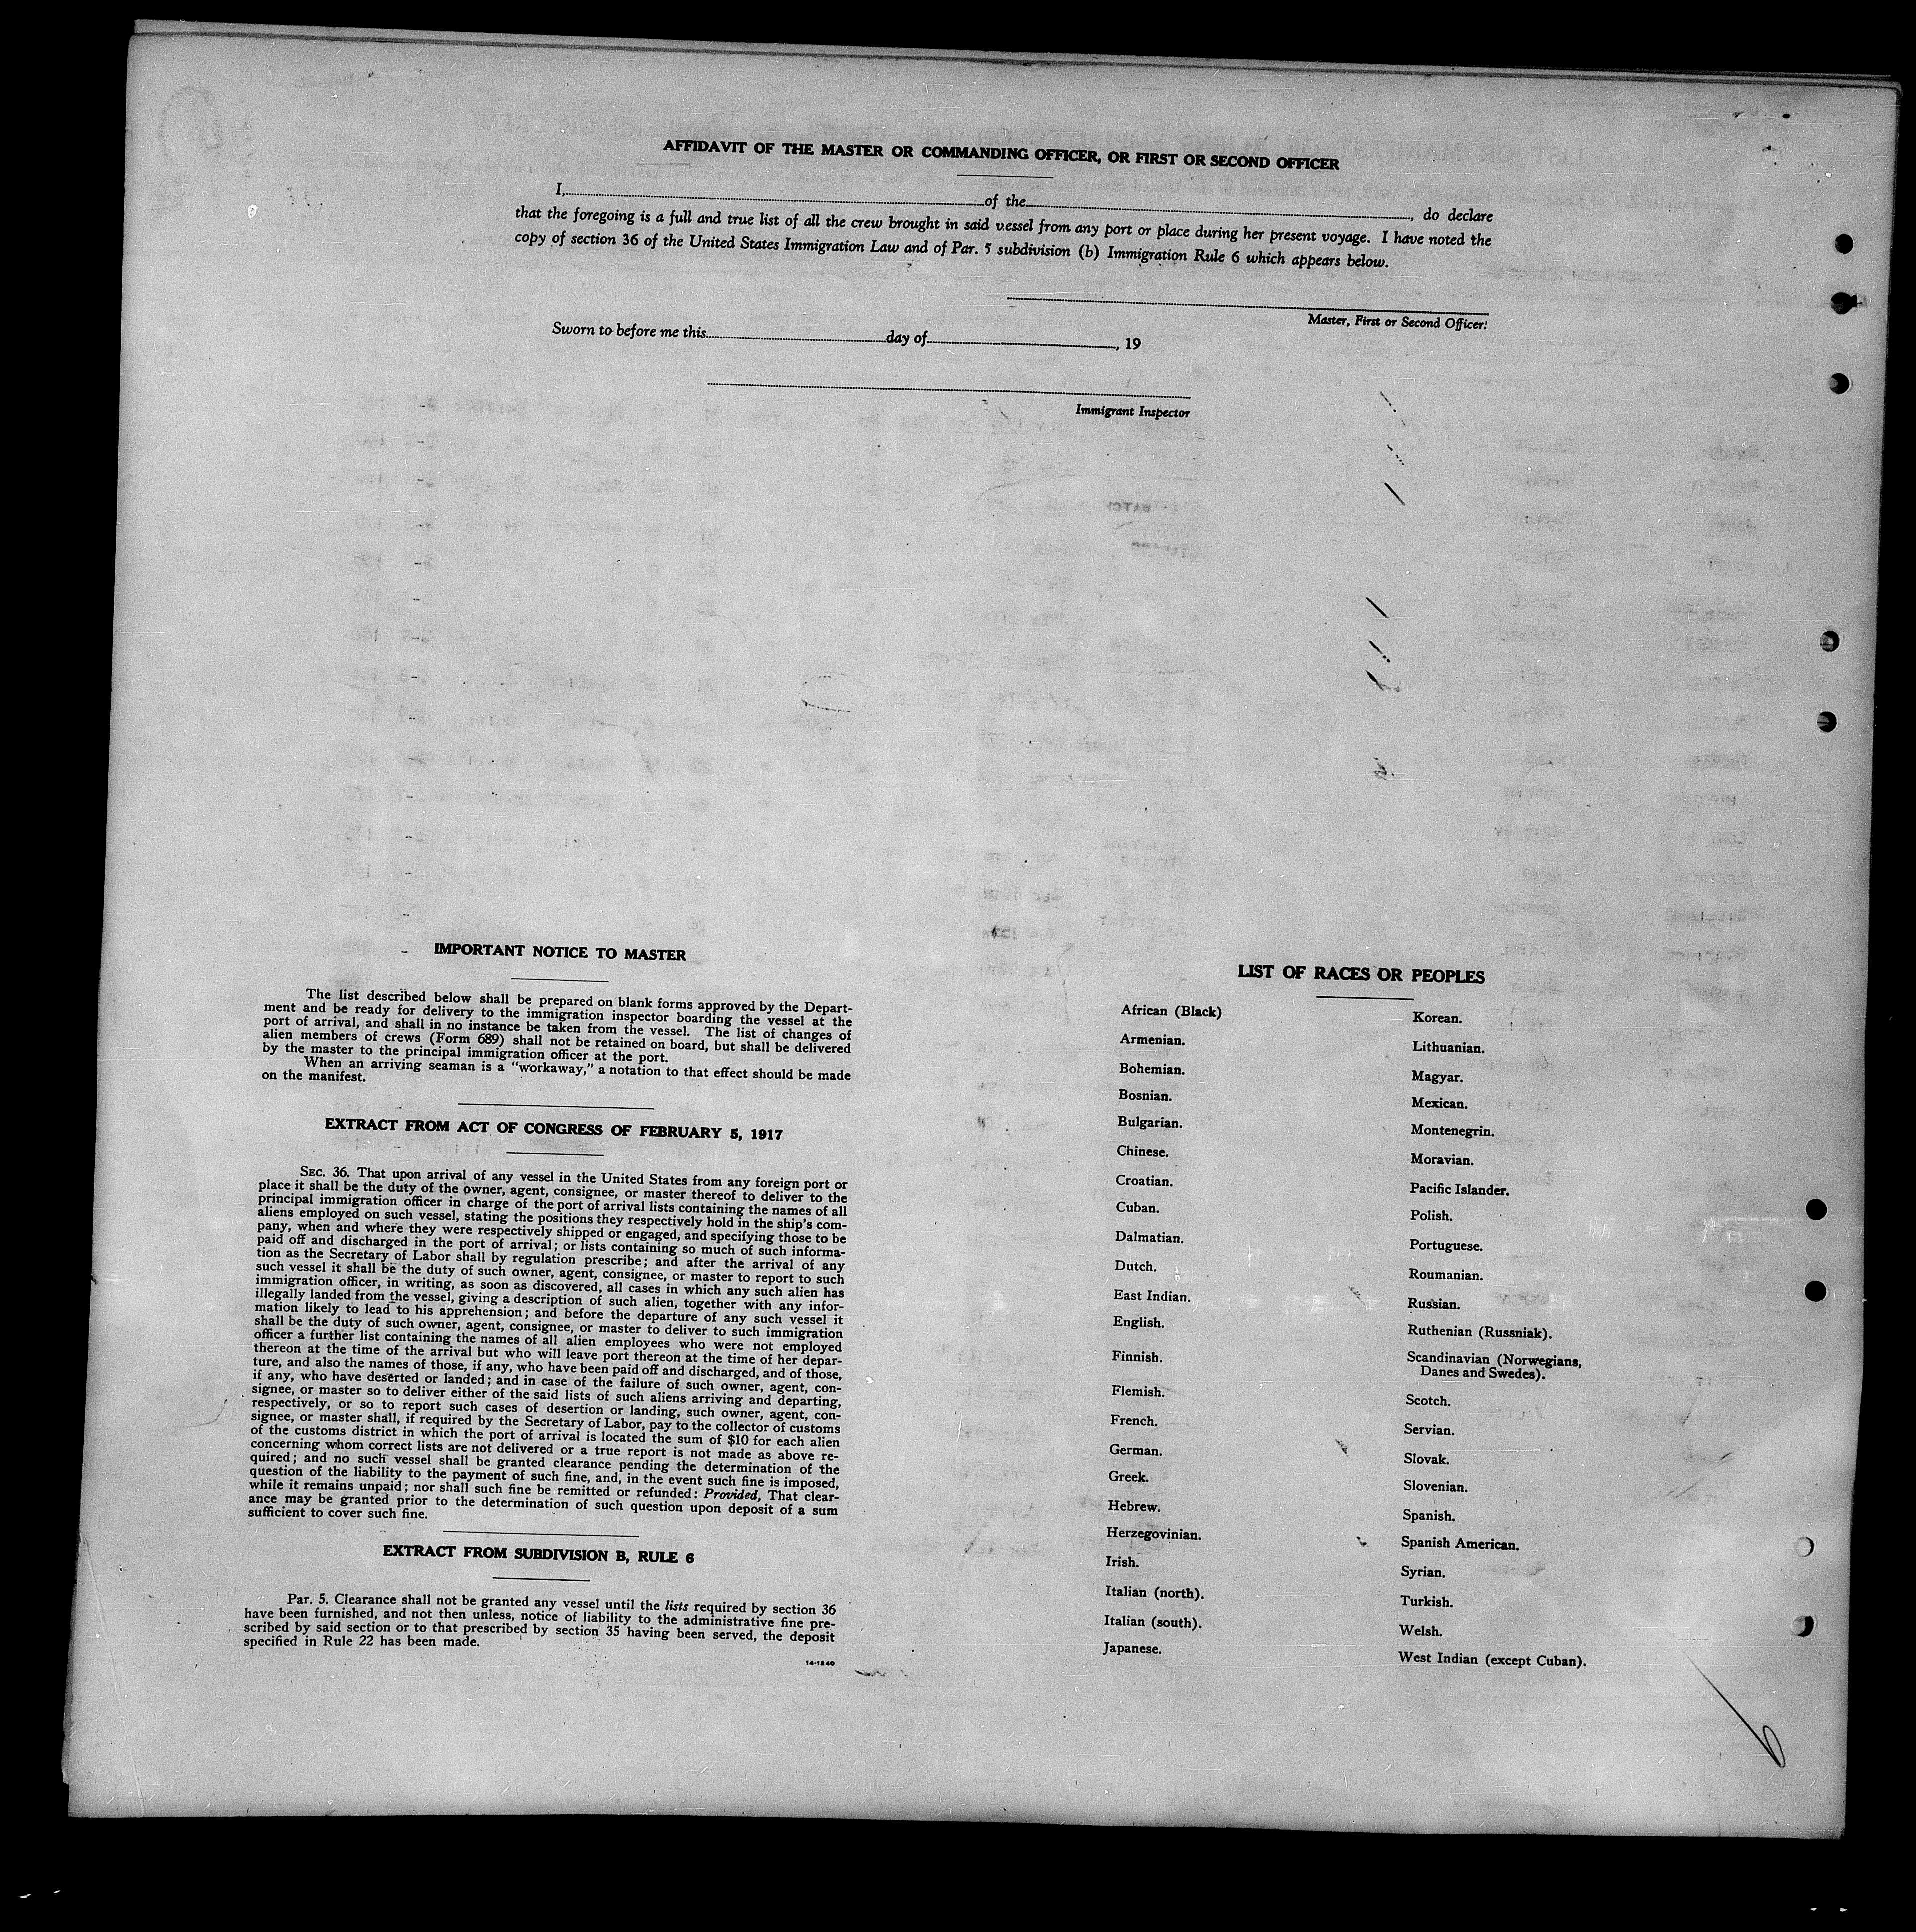 AFFIDAVIT OF THE MASTER OR COMMANDING OFFICER, OR FIRST OR SECOND OFFICER
I, of the , do declare
that the foregoing is a full and true list of all the crew brought in said vessel from any port or place during her present voyage. I have noted the
copy of section 36 of the United States Immigration Law and of Par. 5 subdivision (b) Immigration Rule 6 which appears below.
Master, First or Second Officer.
Sworn to before me this day of , 19
Immigrant Inspector
IMPORTANT NOTICE TO MASTER
The list described below shall be prepared on blank forms approved by the Depart-
ment and be ready for delivery to the immigration inspector boarding the vessel at the
port of arrival, and shall in no instance be taken from the vessel. The list of changes of
alien members of crews (Form 689) shall not be retained on board, but shall be delivered
by the master to the principal immigration officer at the port.
When an arriving seaman is a "workaway," a notation to that effect should be made
on the manifest.
EXTRACT FROM ACT OF CONGRESS OF FEBRUARY 5, 1917
SEC. 36. That upon arrival of any vessel in the United States from any foreign port or
place it shall be the duty of the owner, agent, consignee, or master thereof to deliver to the
principal immigration officer in charge of the port of arrival lists containing the names of all
aliens employed on such vessel, stating the positions they respectively hold in the ship's com-
pany, when and where they were respectively shipped or engaged, and specifying those to be
paid off and discharged in the port of arrival; or lists containing so much of such informa-
tion as the Secretary of Labor shall by regulation prescribe; and after the arrival of any
such vessel it shall be the duty of such owner, agent, consignee, or master to report to such
immigration officer, in writing, as soon as discovered, all cases in which any such alien has
illegally landed from the vessel, giving a description of such alien, together with any infor-
mation likely to lead to his apprehension; and before the departure of any such vessel it
shall be the duty of such owner, agent, consignee, or master to deliver to such immigration
officer a further list containing the names of all alien employees who were not employed
thereon at the time of the arrival but who will leave port thereon at the time of her depar-
ture, and also the names of those, if any, who have been paid off and discharged, and of those,
if any, who have deserted or landed; and in case of the failure of such owner, agent, con-
signee, or master so to deliver either of the said lists of such aliens arriving and departing,
respectively, or so to report such cases of desertion or landing, such owner, agent, con-
signee, or master shall, if required by the Secretary of Labor, pay to the collector of customs
of the customs district in which the port of arrival is located the sum of $10 for each alien
concerning whom correct lists are not delivered or a true report is not made as above re-
quired; and no such vessel shall be granted clearance pending the determination of the
question of the liability to the payment of such fine, and, in the event such fine is imposed,
while it remains unpaid; nor shall such fine be remitted or refunded: Provided, That clear-
ance may be granted prior to the determination of such question upon deposit of a sum
sufficient to cover such fine.
EXTRACT FROM SUBDIVISION B, RULE 6
Par. 5. Clearance shall not be granted any vessel until the lists required by section 36
have been furnished, and not then unless, notice of liability to the administrative fine pre-
scribed by said section or to that prescribed by section 35 having been served, the deposit
specified in Rule 22 has been made.
14-1240
LIST OF RACES OR PEOPLES
African (Black)
Armenian.
Bohemian.
Bosnian.
Bulgarian.
Chinese.
Croatian.
Cuban.
Dalmatian.
Dutch.
East Indian.
English.
Finnish.
Flemish.
French.
German.
Greek.
Hebrew.
Herzegovinian.
Irish.
Italian (north).
Italian (south).
Japanese.
Korean.
Lithuanian.
Magyar.
Mexican.
Montenegrin.
Moravian.
Pacific Islander.
Polish.
Portuguese.
Roumanian.
Russian.
Ruthenian (Russniak).
Scandinavian (Norwegians,
Danes and Swedes).
Scotch.
Servian.
Slovak.
Slovenian.
Spanish.
Spanish American.
Syrian.
Turkish.
Welsh.
West Indian (except Cuban).